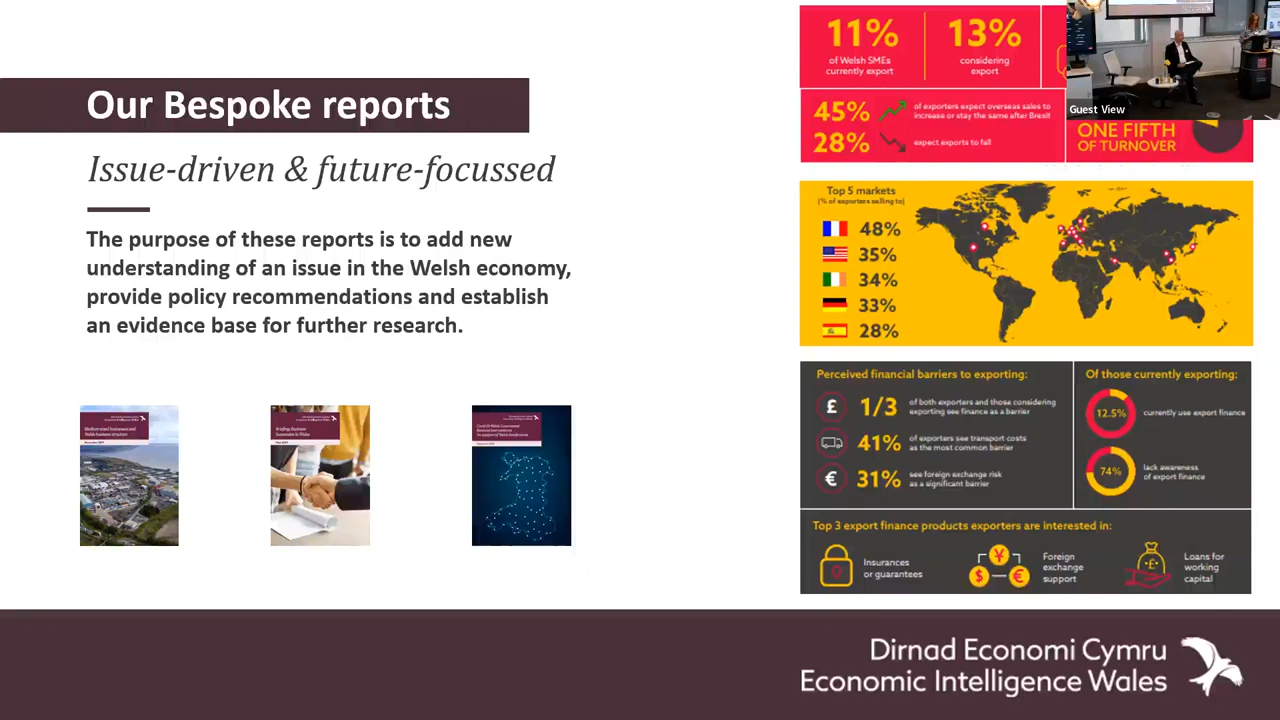 Our Bespoke reports
Issue-driven & future-focussed
The purpose of these reports is to add new
understanding of an issue in the Welsh economy,
provide policy recommendations and establish
an evidence base for further research.
11%
of Welsh SMEs
currently export
13%
considering
export
45%
of exporters expect overseas sales to
increase or stay the same after Brexit
28%
expect exports to fall
Guest View
ONE FIFTH
OF TURNOVER
Top 5 markets
(% of exporters selling to)
48%
35%
34%
33%
28%
Perceived financial barriers to exporting:
£
1/3
of both exporters and those considering
exporting see finance as a barrier
41%
of exporters see transport costs
as the most common barrier
€
31%
see foreign exchange risk
as a significant barrier
Of those currently exporting:
12.5%
currently use export finance
74%
lack awareness
of export finance
Top 3 export finance products exporters are interested in:
Insurances
or guarantees
¥
$
€
Foreign
exchange
support
£
Loans for
working
capital
Dirnad Economi Cymru
Economic Intelligence Wales